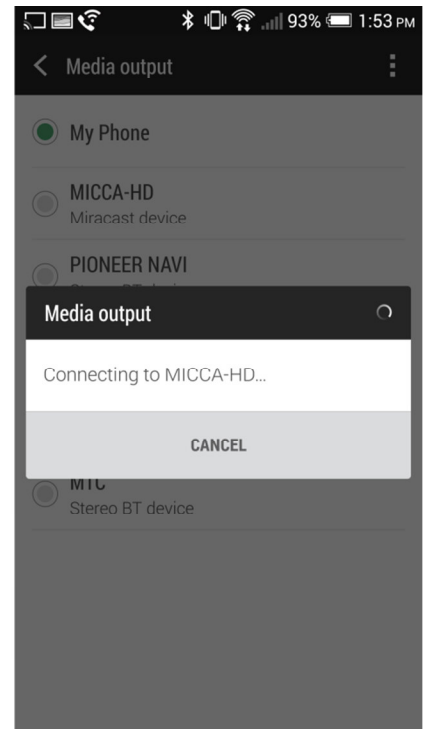 93% 1:53 PM
Media output
My Phone
MICCA-HD
Miracast device
PIONEER NAVI
Media output
Connecting to MICCA-HD...
CANCEL
MTC
Stereo BT device